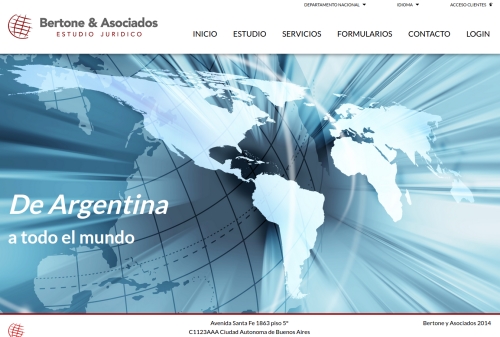 DEPARTAMENTO NACIONAL
IDIOMA
ACCESO CLIENTES
Bertone & Asociados
ESTUDIO JURIDICO
INICIO ESTUDIO SERVICIOS FORMULARIOS CONTACTO LOGIN
De Argentina
a todo el mundo
Avenida Santa Fe 1863 piso 5°
C1123AAA Ciudad Autonoma de Buenos Aires
Bertone y Asociados 2014